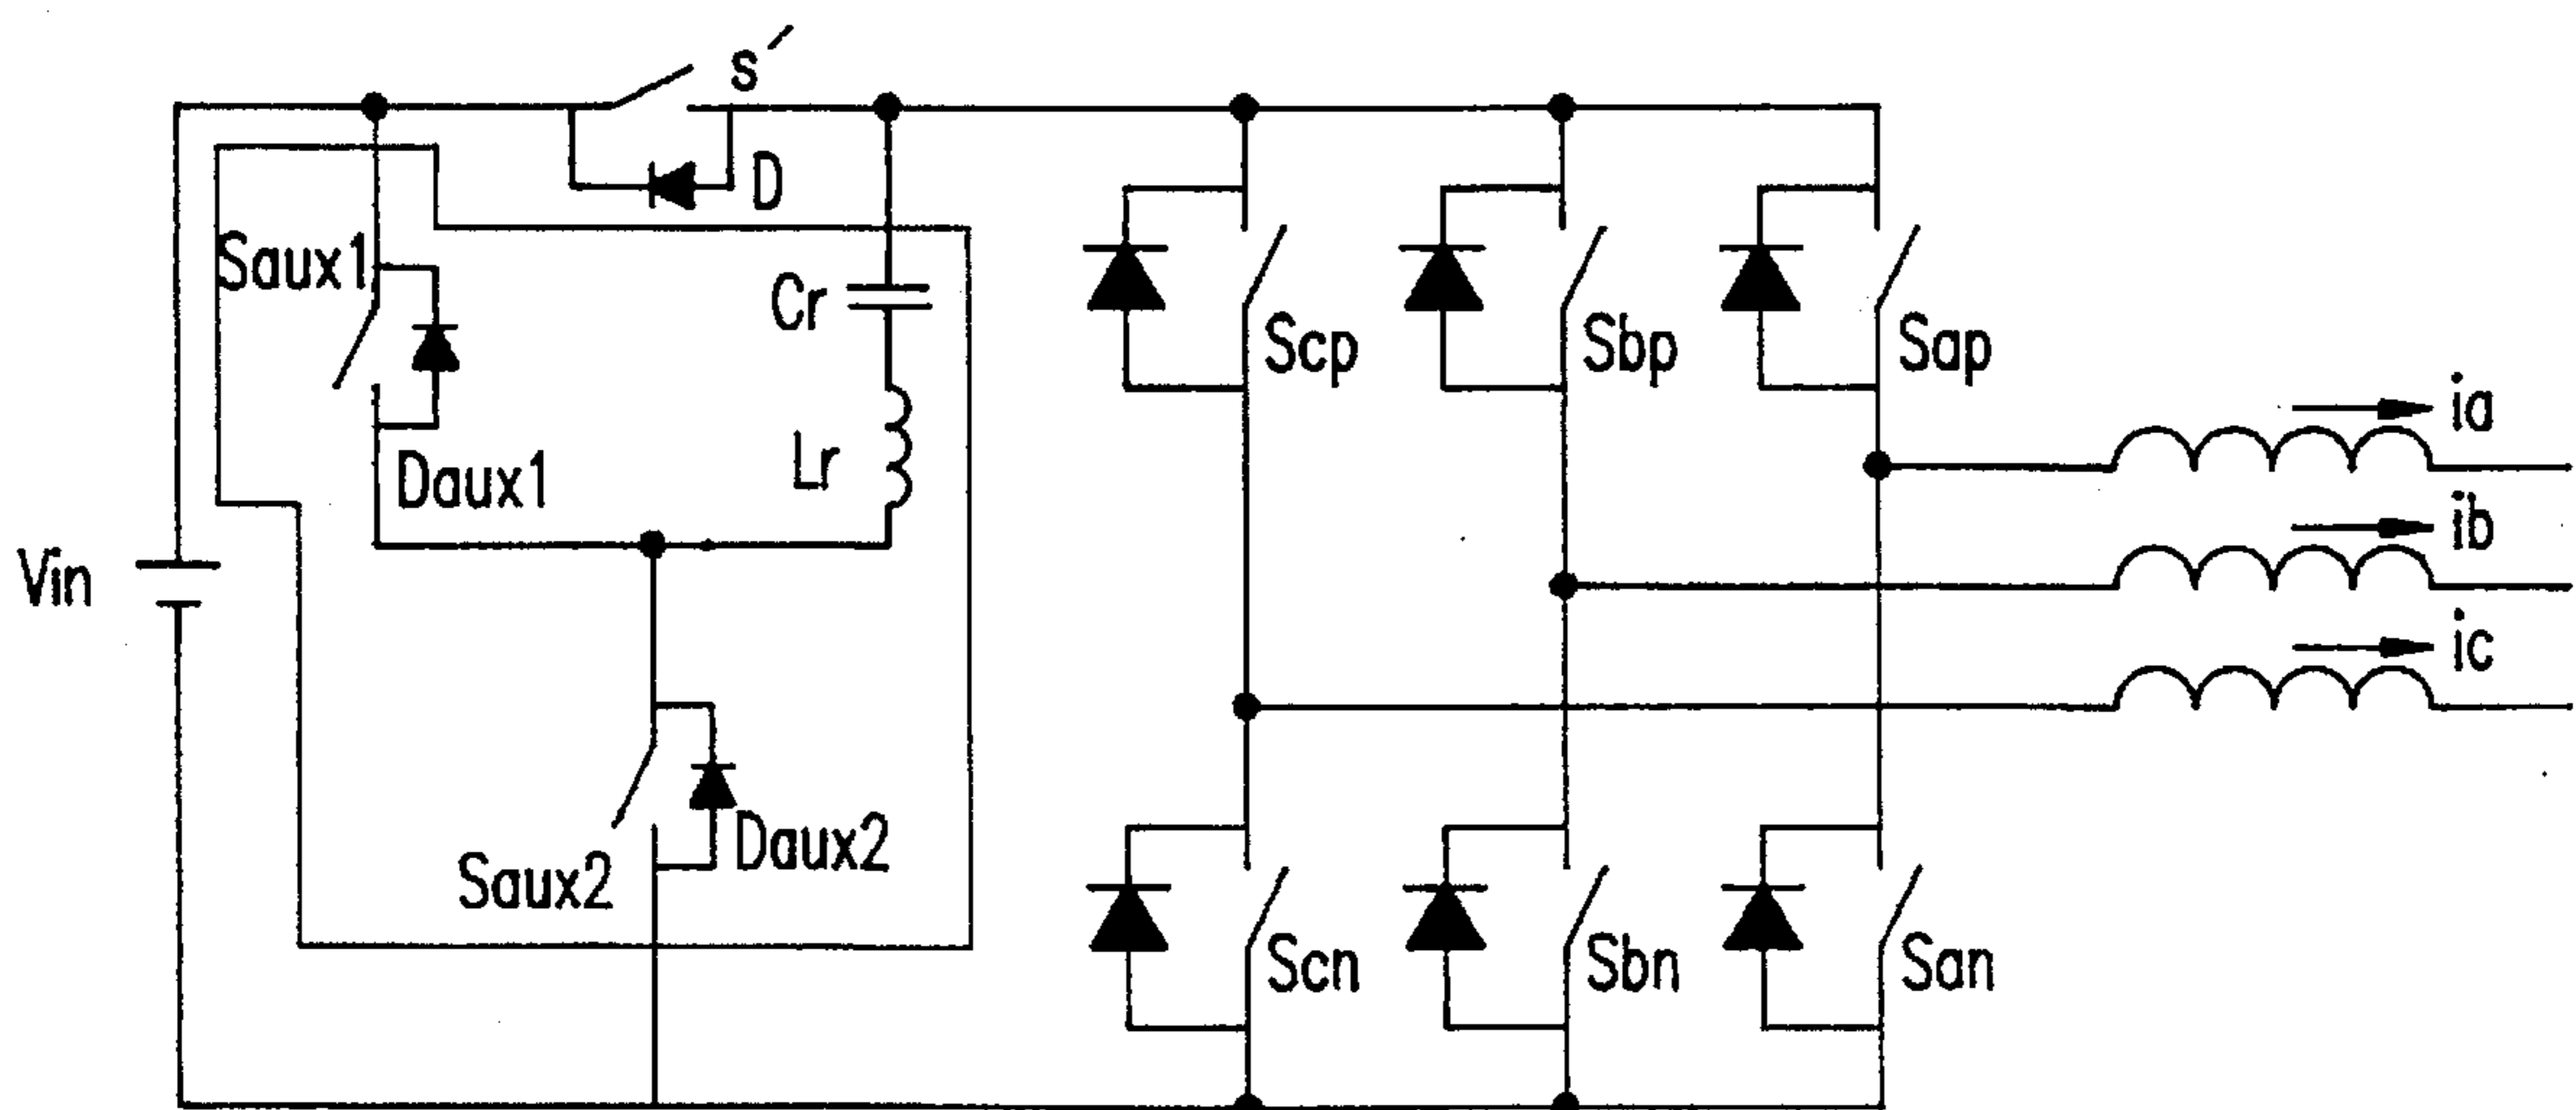 s´
D
Saux1
Cr
Scp
Sbp
Sap
ia
Lr
Daux1
ib
Vin
ic
Daux2
Saux2
Scn
Sbn
San